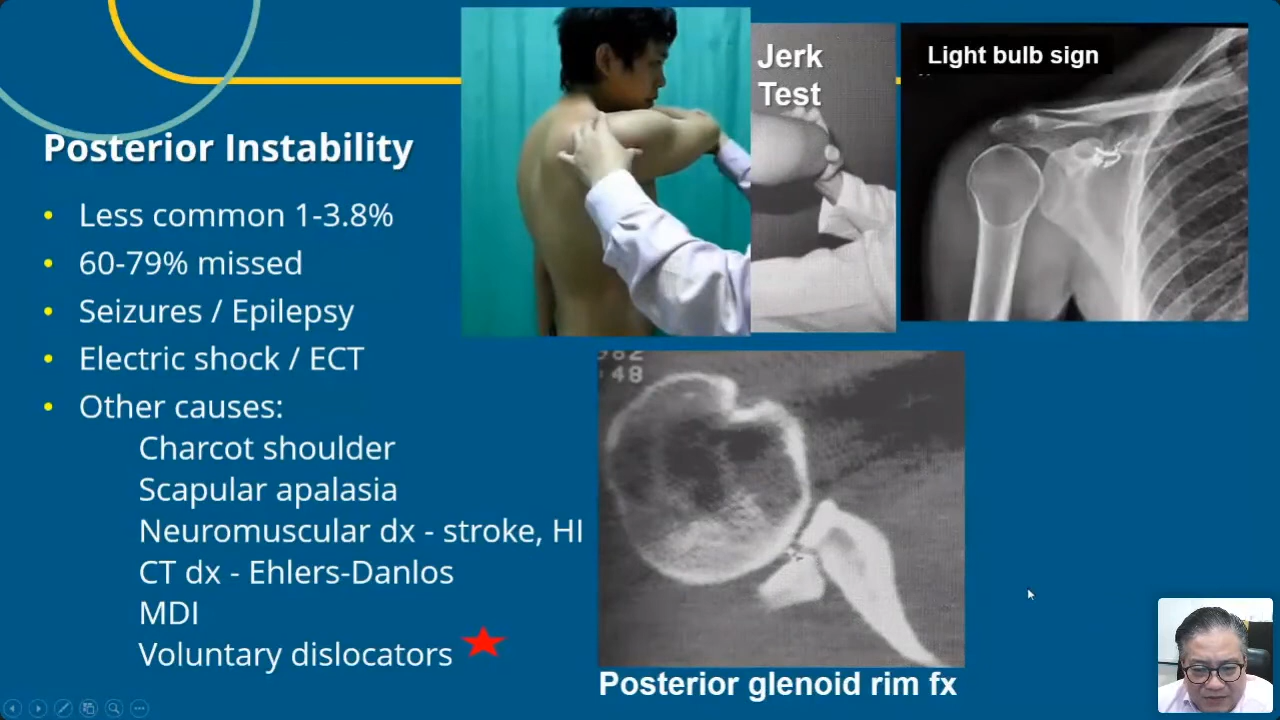 Posterior Instability
• Less common 1-3.8%
• 60-79% missed
• Seizures / Epilepsy
• Electric shock / ECT
• Other causes:
Charcot shoulder
Scapular apalasia
Neuromuscular dx - stroke, HI
CT dx - Ehlers-Danlos
MDI
Voluntary dislocators
Jerk
Test
Light bulb sign
48
Posterior glenoid rim fx